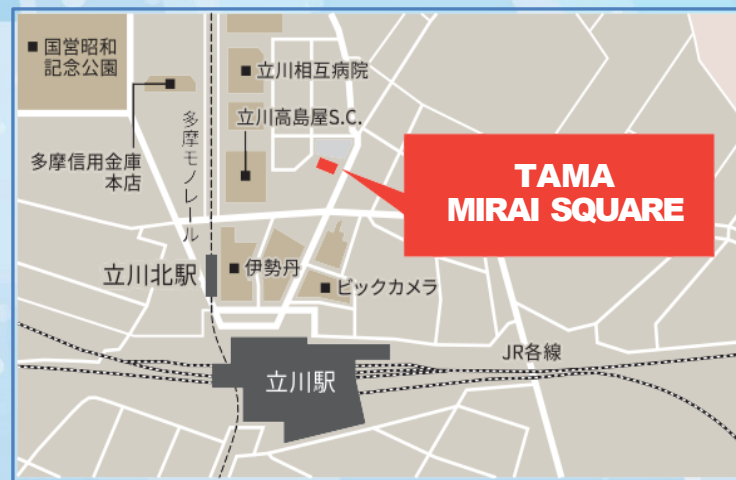 国営昭和
記念公園
立川相互病院
立川高島屋S.C.
多摩信用金庫
本店
多摩モノレール
TAMA
MIRAI SQUARE
立川北駅
伊勢丹
ビックカメラ
JR各線
立川駅